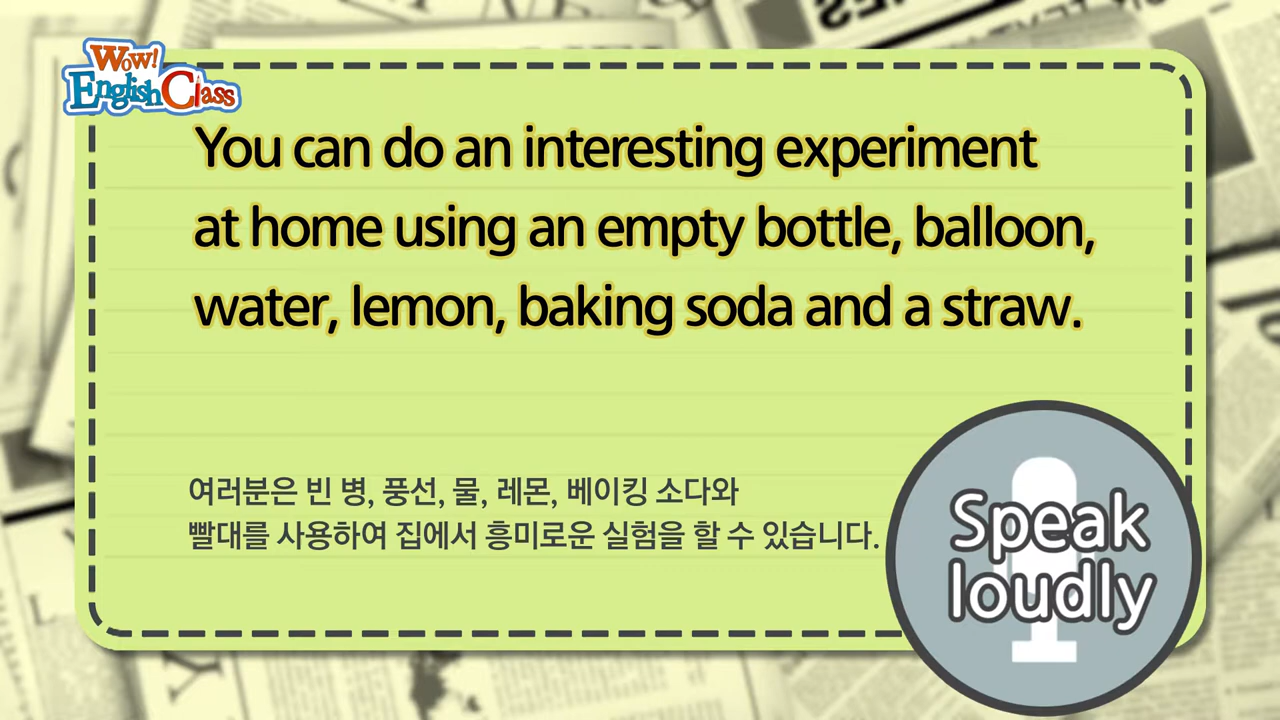 Wow!
English Class
You can do an interesting experiment
at home using an empty bottle, balloon,
water, lemon, baking soda and a straw.
여러분은 빈 병, 풍선, 물, 레몬, 베이킹 소다와
빨대를 사용하여 집에서 흥미로운 실험을 할 수 있습니다.
Speak
loudly